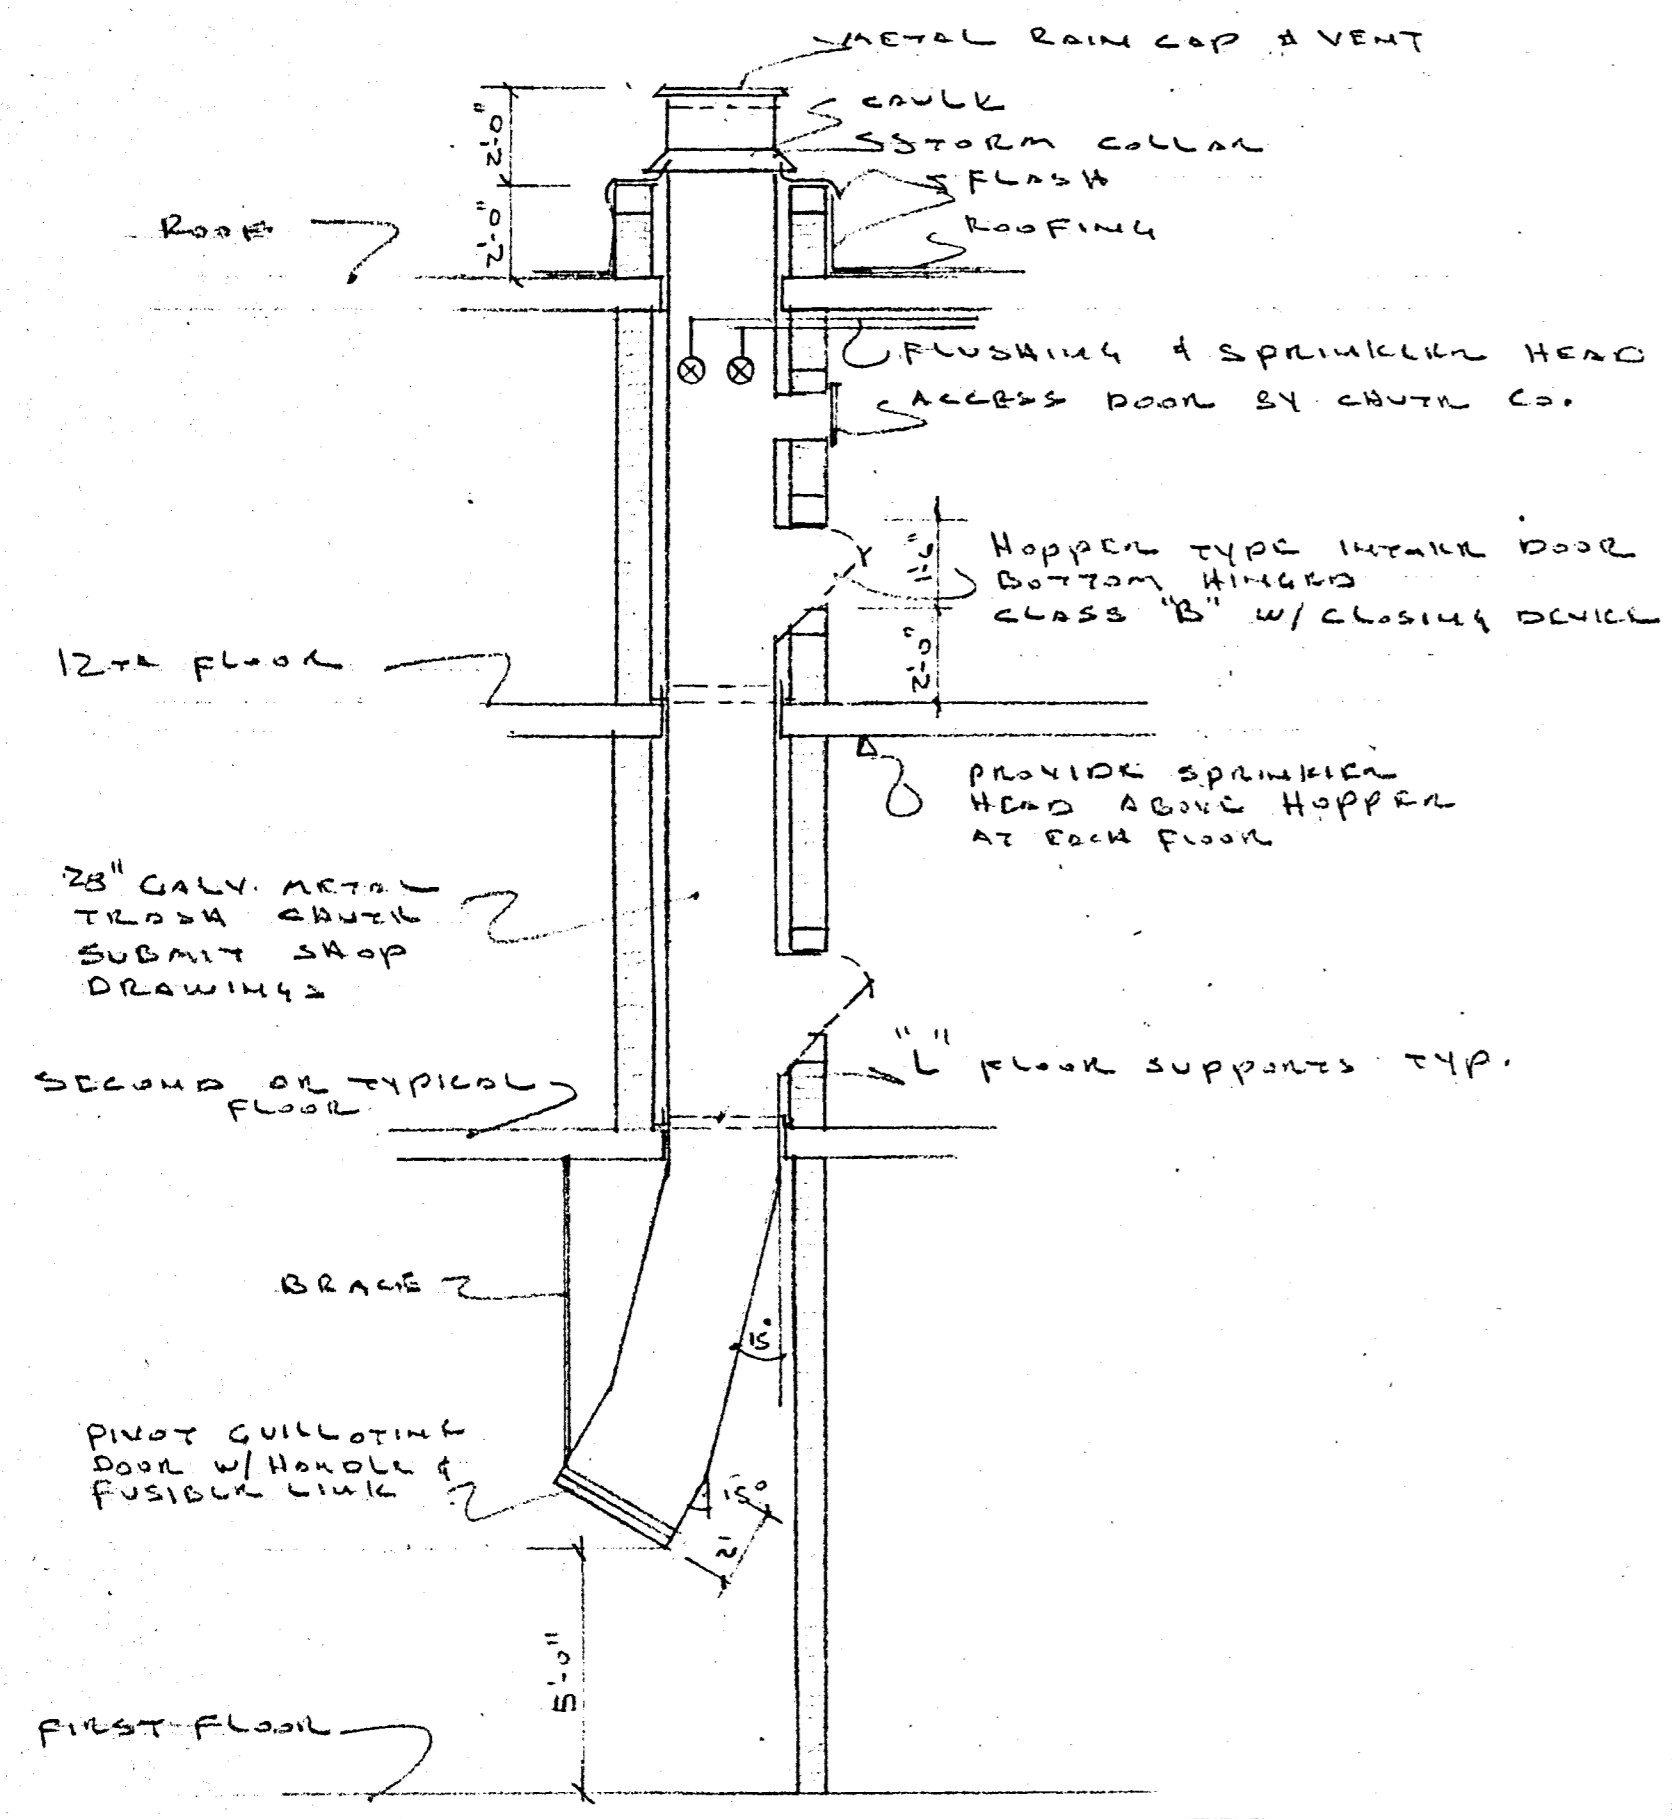 METAL RAIN CAP & VENT
CAULK
STORM COLLAR
FLASH
ROOFING
2'-0"
2'-0"
ROOF
FLUSHING & SPRINKLER HEAD
ACCESS DOOR BY CHUTE CO.
HOPPER TYPE INTAKE DOOR
BOTTOM HINGED
CLASS "B" W/ CLOSING DEVICE
1'-6"
2'-0"
12TH FLOOR
PROVIDE SPRINKLER
HEAD ABOVE HOPPER
AT EACH FLOOR
28" GALV. METAL
TRASH CHUTE
SUBMIT SHOP
DRAWINGS
"L" FLOOR SUPPORTS TYP.
SECOND OR TYPICAL
FLOOR
BRACE
15°
PIVOT GUILLOTINE
DOOR W/ HANDLE &
FUSIBLE LINK
15°
2'
5'-0"
FIRST FLOOR